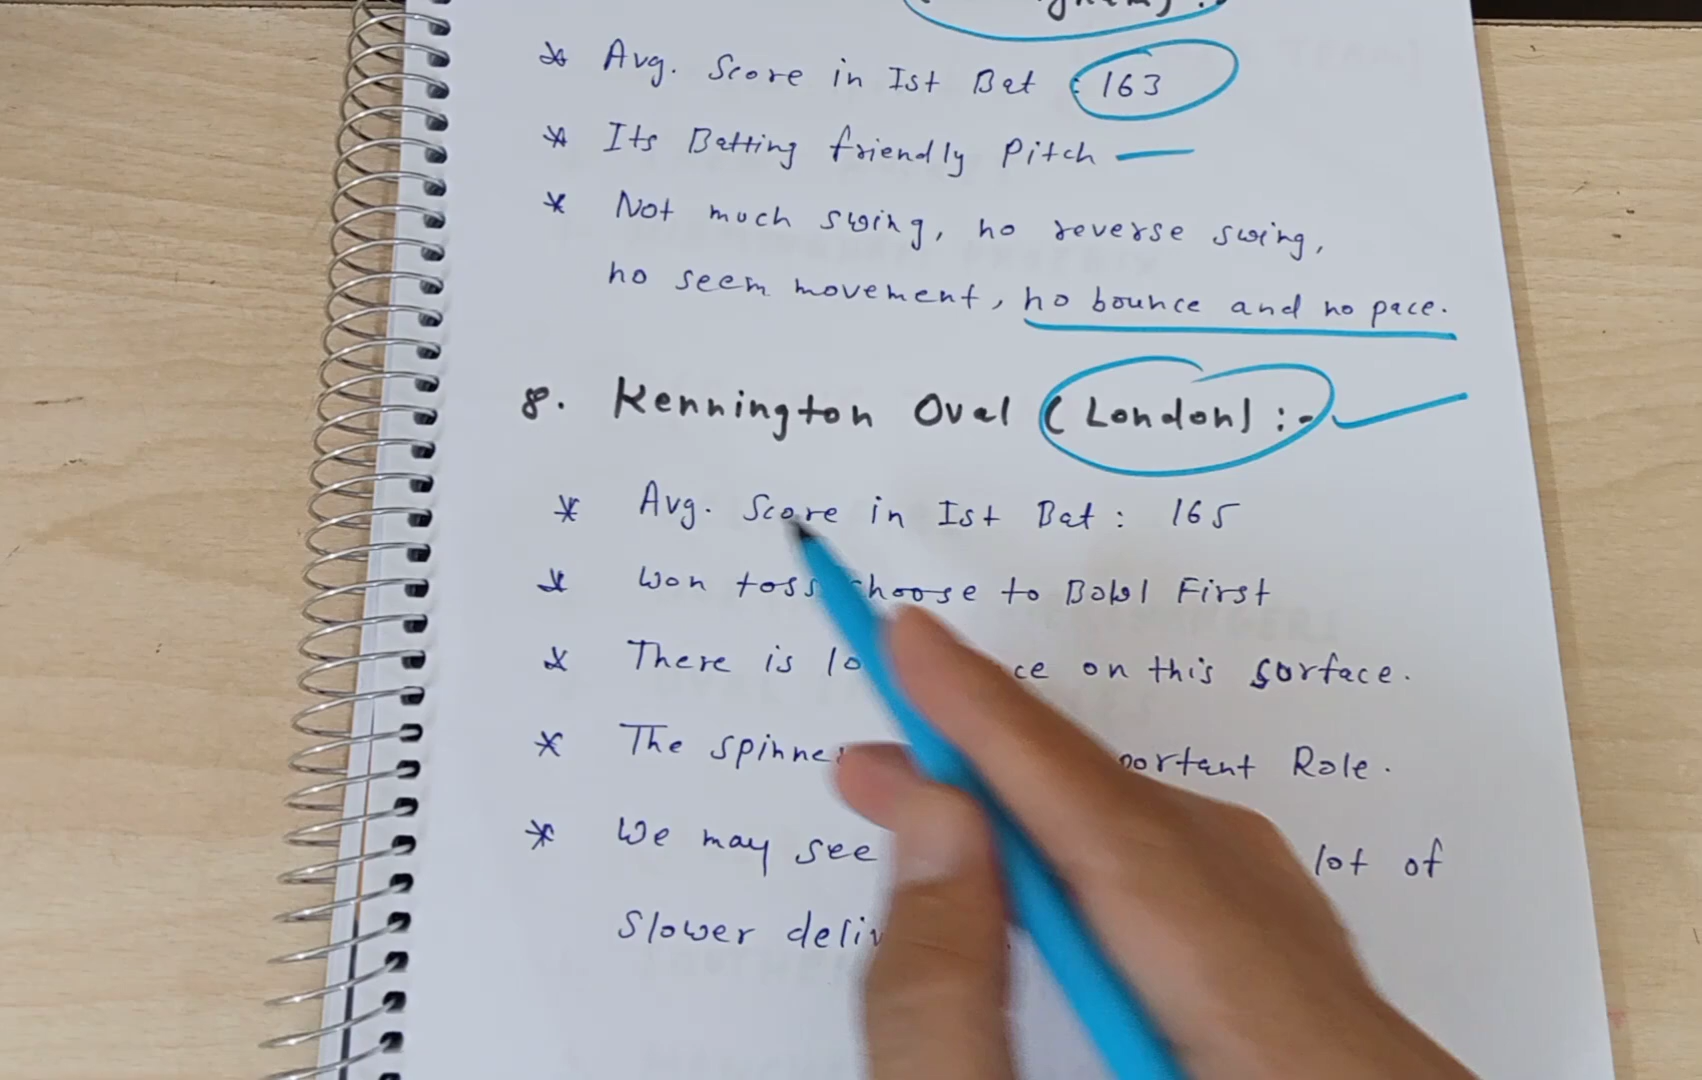 * Avg. Score in Ist Bat : 163
* Its Batting friendly Pitch —
* Not much swing, no reverse swing,
no seem movement, no bounce and no pace.
8. Kennington Oval (London) :-
* Avg. Score in Ist Bat : 165
* Won toss choose to Bowl First
* There is on this surface.
* The Role.
* We may see lot of
Slower